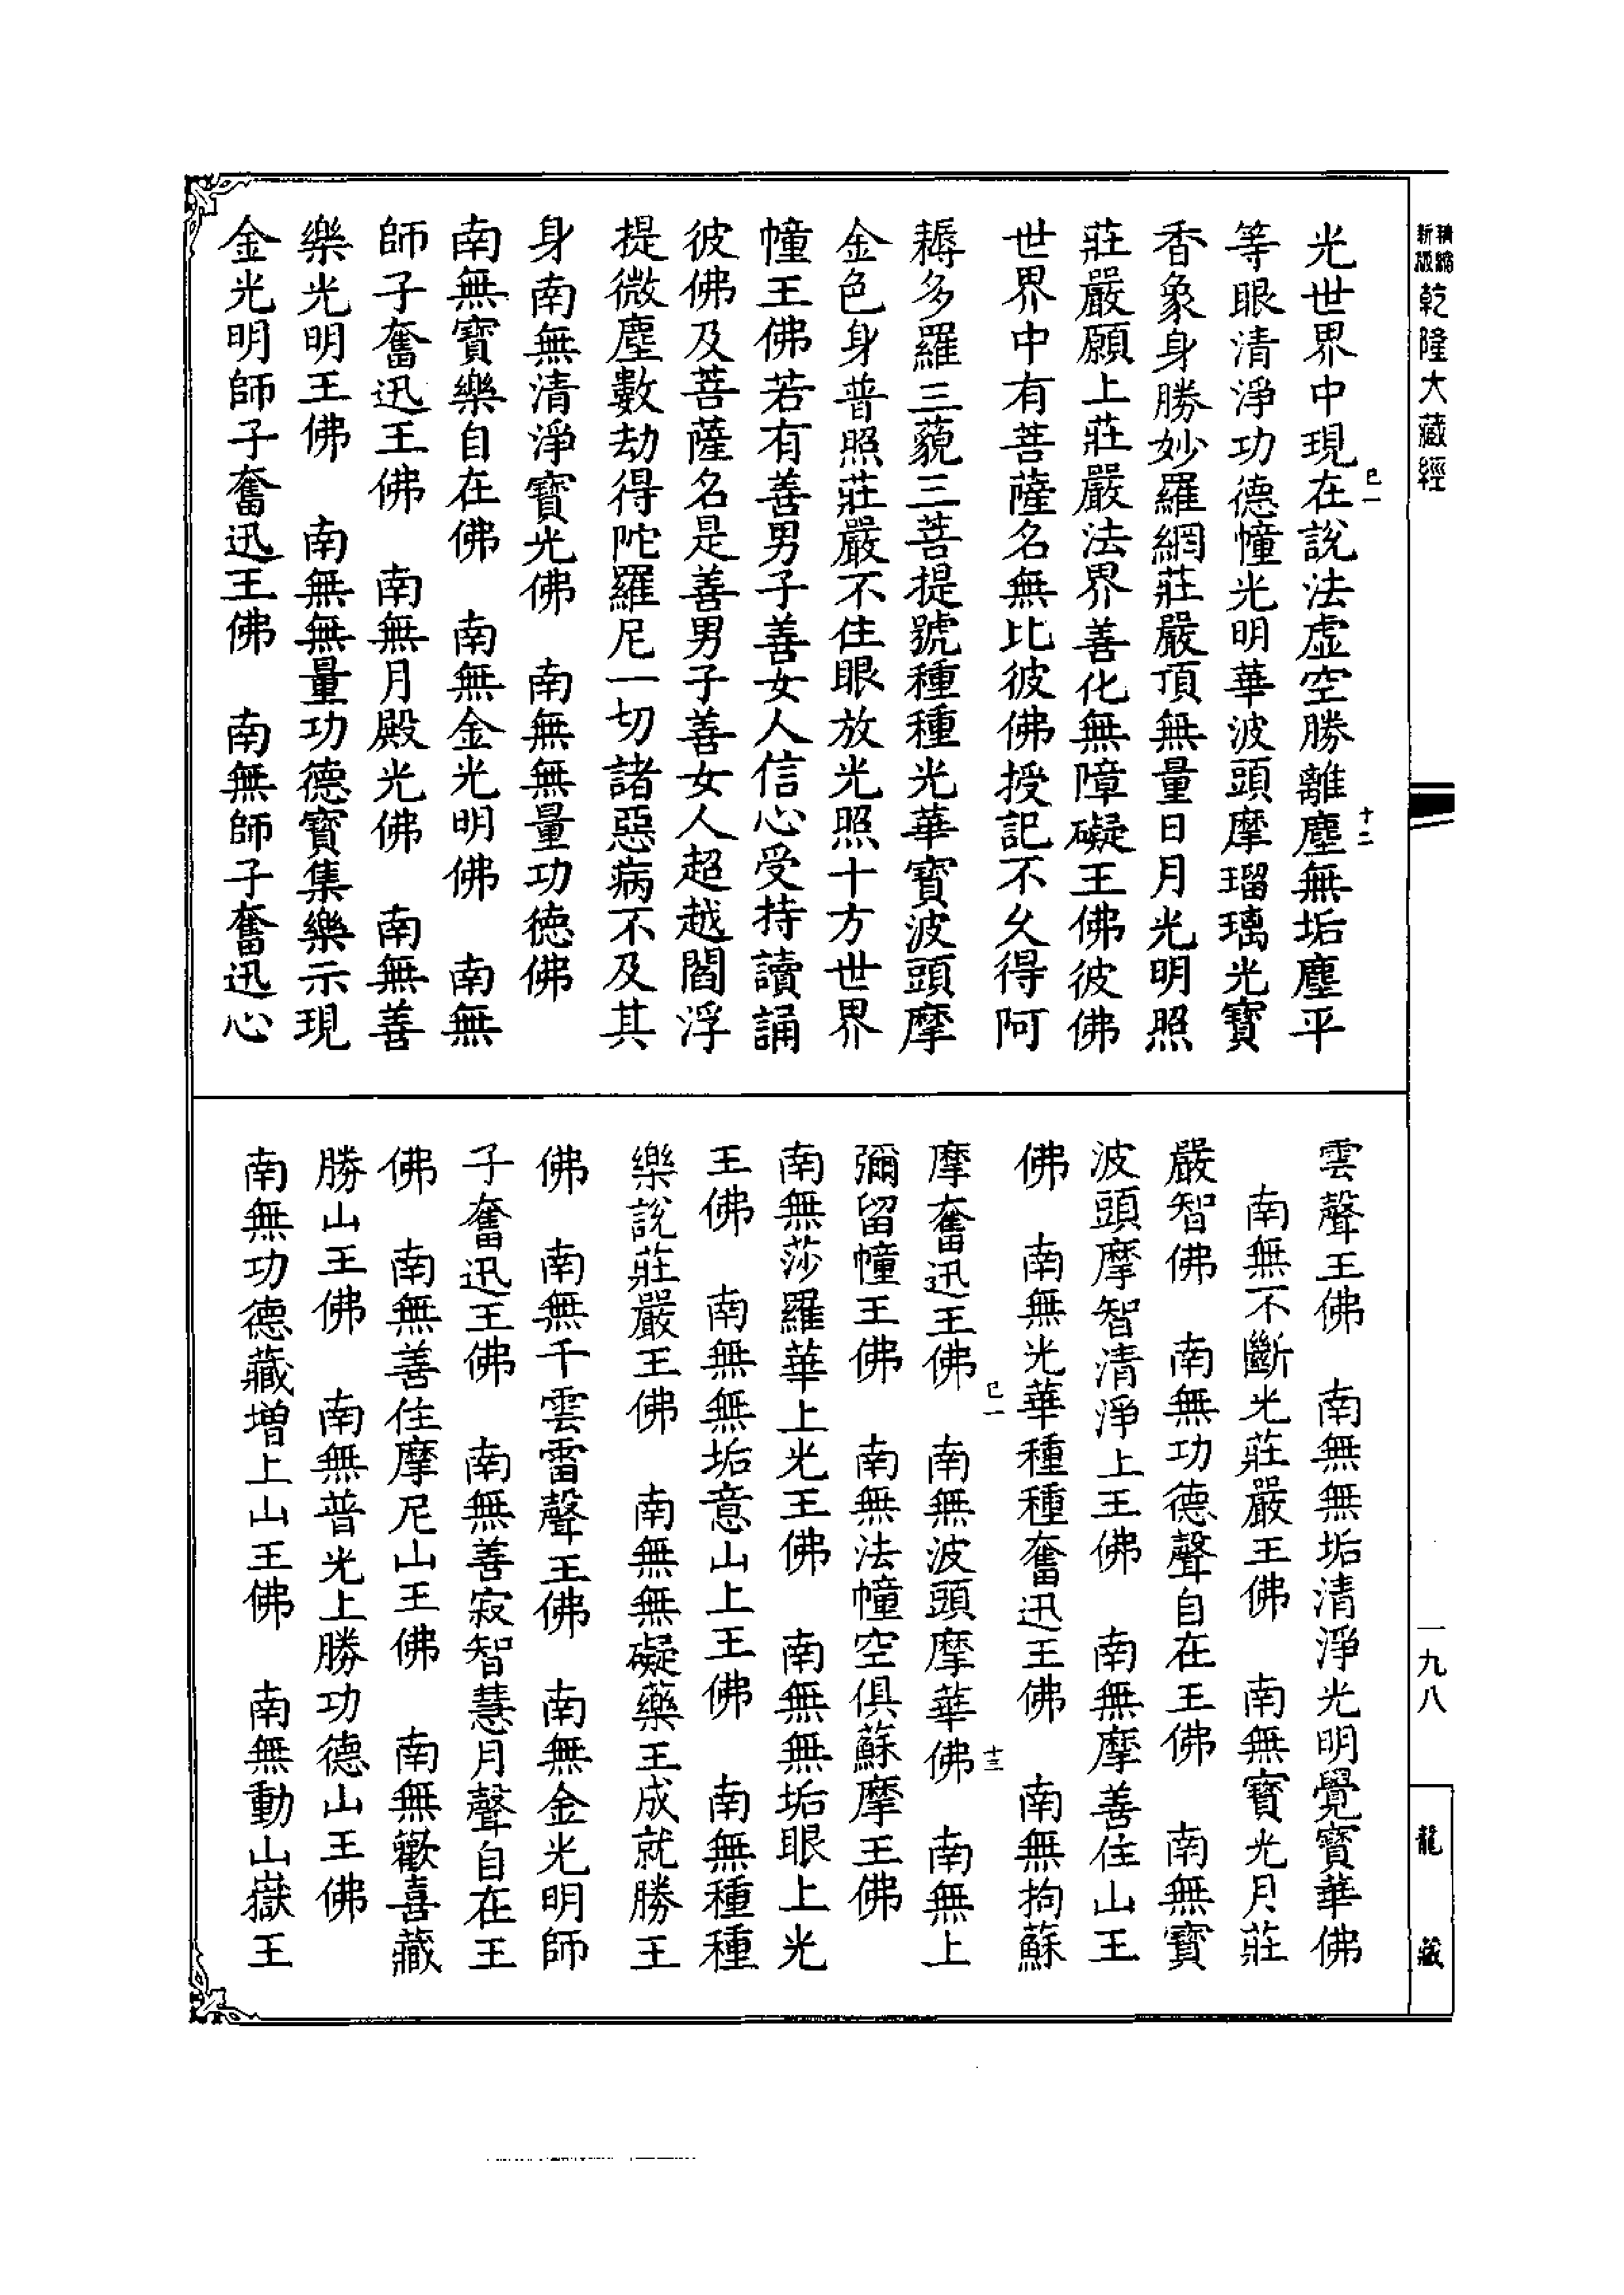 精縮新版乾隆大藏經
一九八
龍藏
光世界中現在說法虛空勝離塵無垢塵平
等眼清淨功德幢光明華波頭摩瑠璃光寶
香象身勝妙羅網莊嚴頂無量日月光明照
莊嚴願上莊嚴法界善化無障礙王佛彼佛
世界中有菩薩名無比彼佛授記不久得阿
耨多羅三藐三菩提號種種光華寶波頭摩
金色身普照莊嚴不住眼放光照十方世界
幢王佛若有善男子善女人信心受持讀誦
彼佛及菩薩名是善男子善女人超越閻浮
提微塵數劫得陀羅尼一切諸惡病不及其
身南無清淨寶光佛　南無無量功德佛
南無寶樂自在佛　南無金光明佛　南無
師子奮迅王佛　南無月殿光佛　南無善
樂光明王佛　南無無量功德寶集樂示現
金光明師子奮迅王佛　南無師子奮迅心
已一
十二
雲聲王佛　南無無垢清淨光明覺寶華佛
南無不斷光莊嚴王佛　南無寶光月莊
嚴智佛　南無功德聲自在王佛　南無寶
波頭摩智清淨上王佛　南無摩善住山王
佛　南無光華種種奮迅王佛　南無拘蘇
摩奮迅王佛　南無波頭摩華佛　南無上
彌留幢王佛　南無法幢空俱蘇摩王佛
南無莎羅華上光王佛　南無無垢眼上光
王佛　南無無垢意山上王佛　南無種種
樂說莊嚴王佛　南無無礙藥王成就勝王
佛　南無千雲雷聲王佛　南無金光明師
子奮迅王佛　南無善寂智慧月聲自在王
佛　南無善住摩尼山王佛　南無歡喜藏
勝山王佛　南無普光上勝功德山王佛
南無功德藏增上山王佛　南無動山嶽王
已一
十三